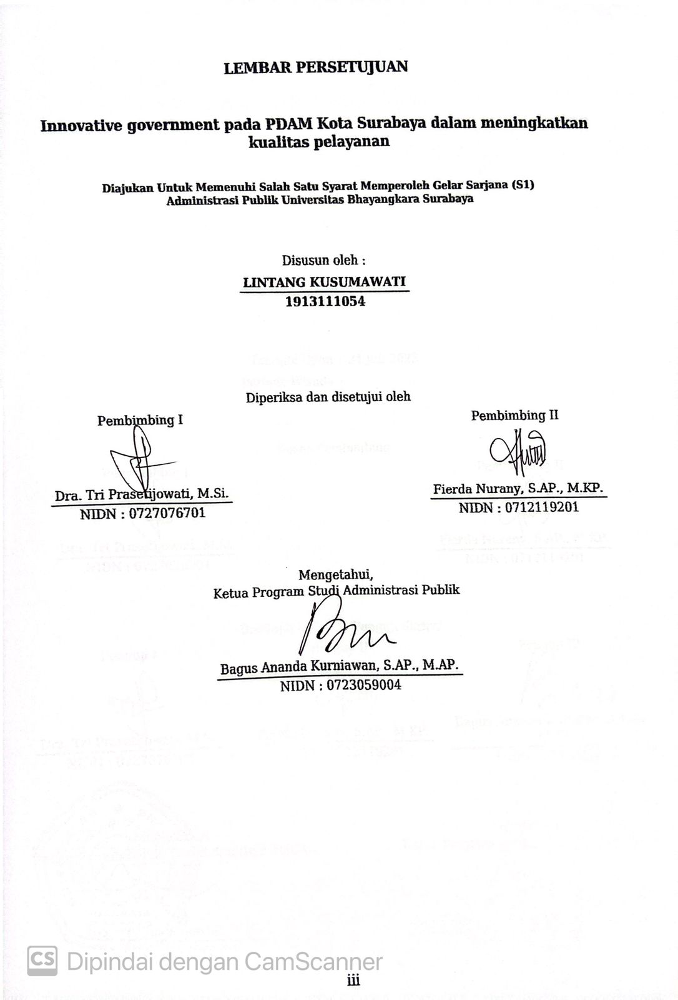 LEMBAR PERSETUJUAN
Innovative government pada PDAM Kota Surabaya dalam meningkatkan
kualitas pelayanan
Diajukan Untuk Memenuhi Salah Satu Syarat Memperoleh Gelar Sarjana (S1)
Administrasi Publik Universitas Bhayangkara Surabaya
Disusun oleh :
LINTANG KUSUMAWATI
1913111054
Diperiksa dan disetujui oleh
Pembimbing I
Dra. Tri Prasetijowati, M.Si.
NIDN : 0727076701
Pembimbing II
Fierda Nurany, S.AP., M.KP.
NIDN : 0712119201
Mengetahui,
Ketua Program Studi Administrasi Publik
Bagus Ananda Kurniawan, S.AP., M.AP.
NIDN : 0723059004
CS Dipindai dengan CamScanner
iii